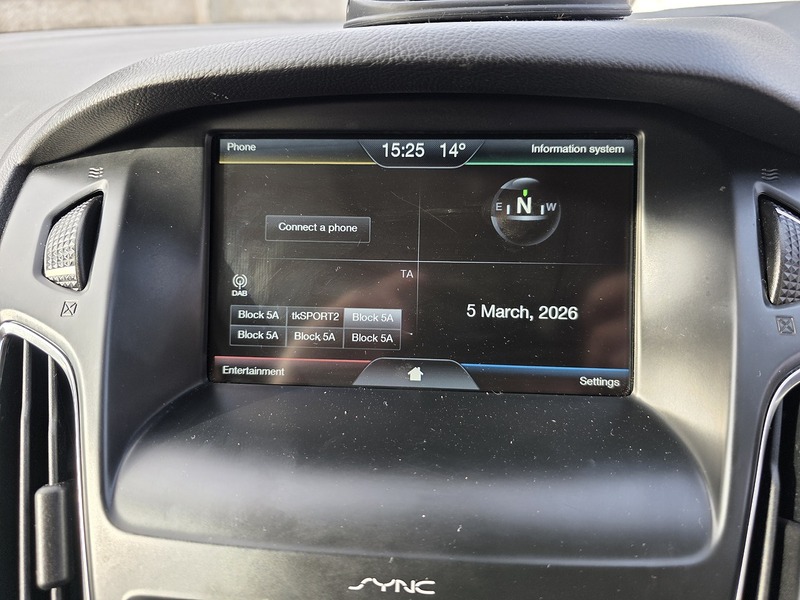 Phone
15:25 14°
Information system
E N W
Connect a phone
TA
DAB
5 March, 2026
Block 5A tkSPORT2 Block 5A
Block 5A Block 5A Block 5A
Entertainment
Settings
SYNC